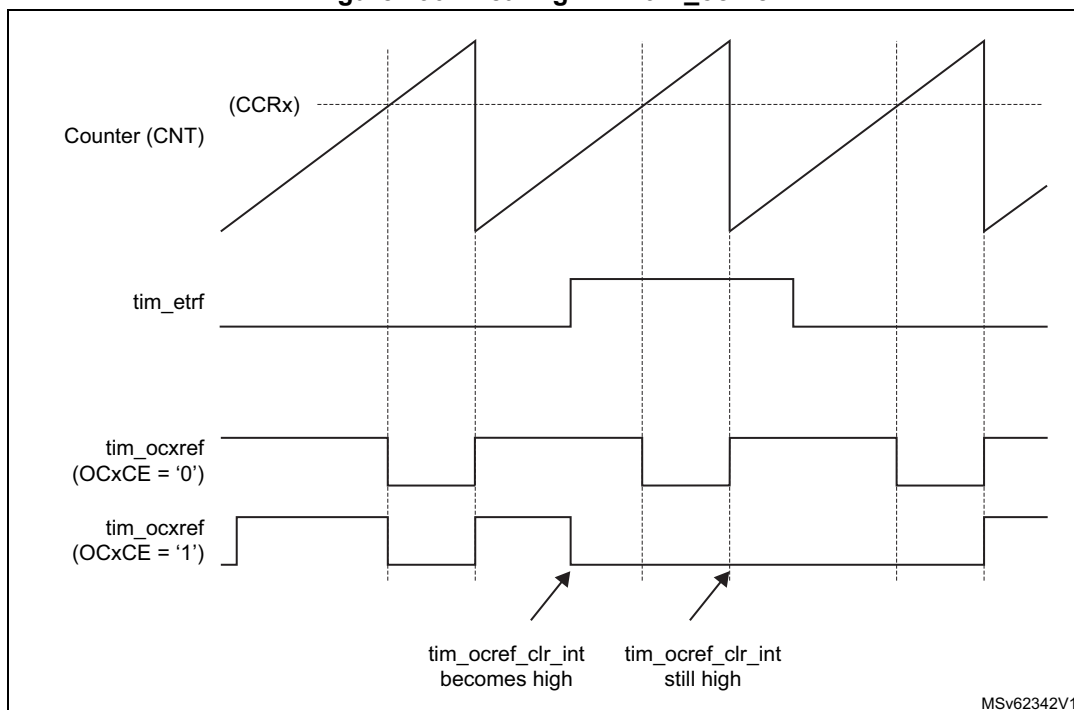 (CCRx)
Counter (CNT)
tim_etrf
tim_ocxref
(OCxCE = ‘0’)
tim_ocxref
(OCxCE = ‘1’)
tim_ocref_clr_int
becomes high
tim_ocref_clr_int
still high
MSv62342V1